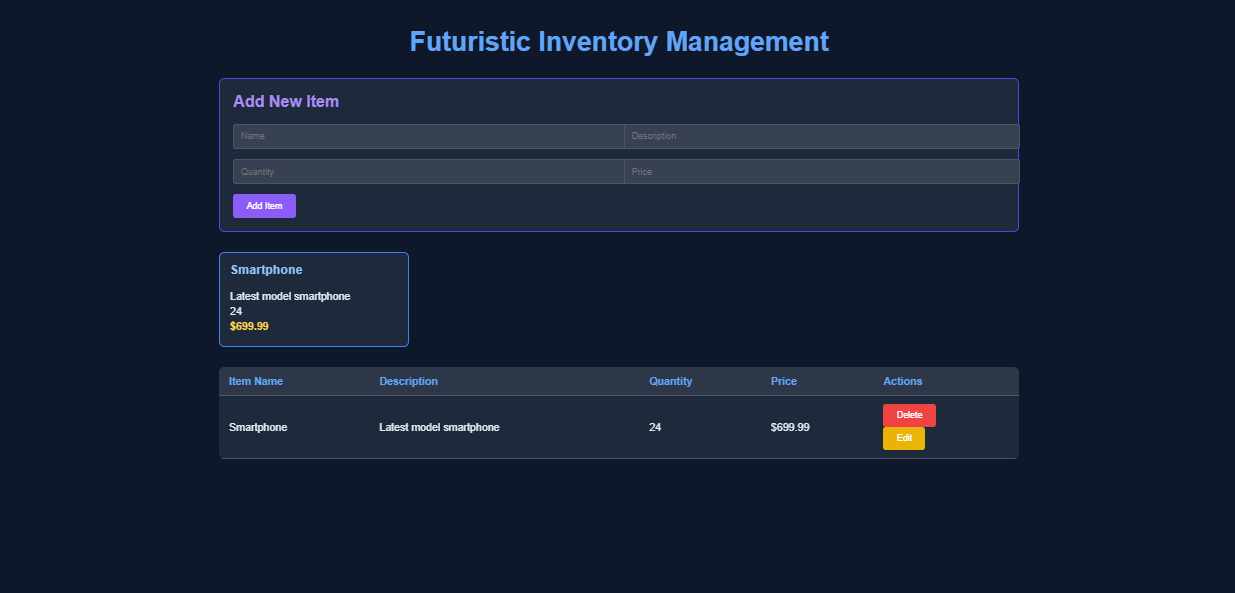 Futuristic Inventory Management
Add New Item
Name Description
Quantity Price
Add Item
Smartphone
Latest model smartphone
24
$699.99
Item Name Description Quantity Price Actions
Smartphone Latest model smartphone 24 $699.99 Delete
Edit